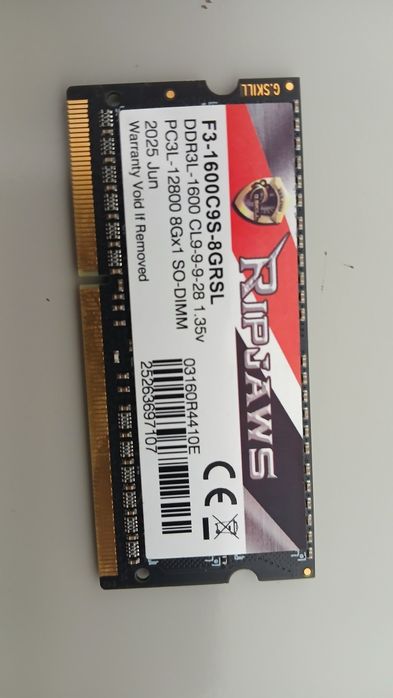 G.SKILL
RIPJAWS
F3-1600C9S-8GRSL
DDR3L-1600 CL9-9-9-28 1.35v
PC3L-12800 8Gx1 SO-DIMM
2025 Jun
Warranty Void If Removed
03160R4410E
25263697107
CE